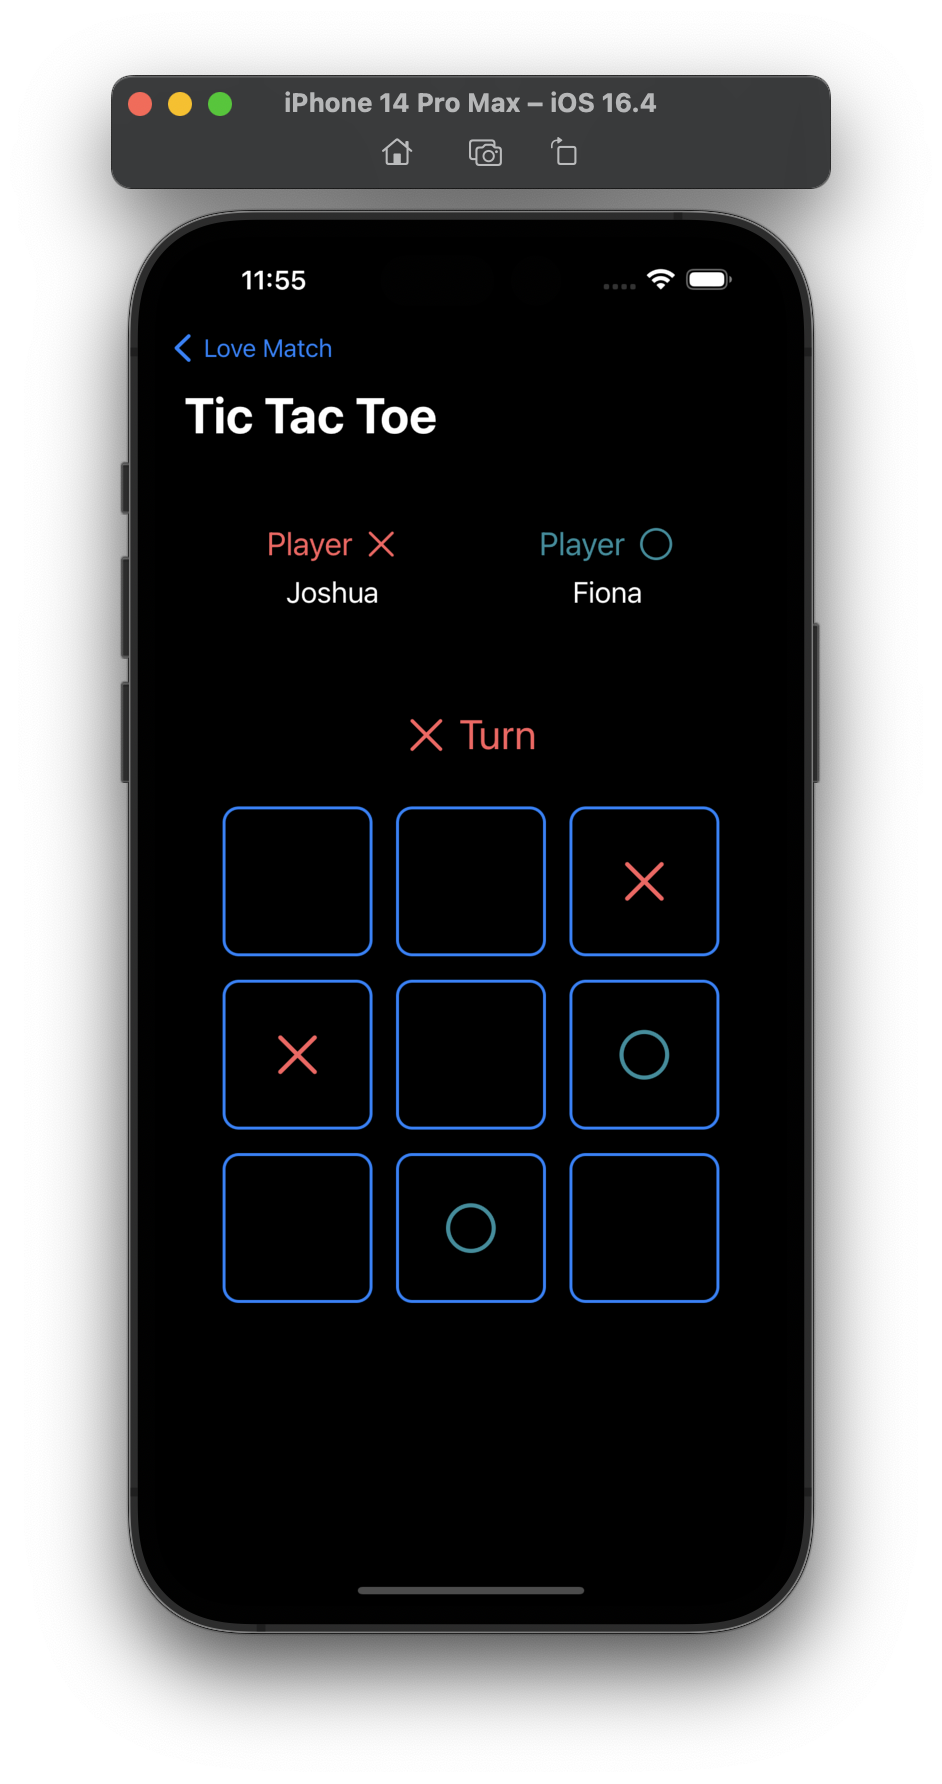 iPhone 14 Pro Max – iOS 16.4
11:55
Love Match
Tic Tac Toe
Player ✕ Player ○
Joshua Fiona
✕ Turn
✕
✕ ○
○